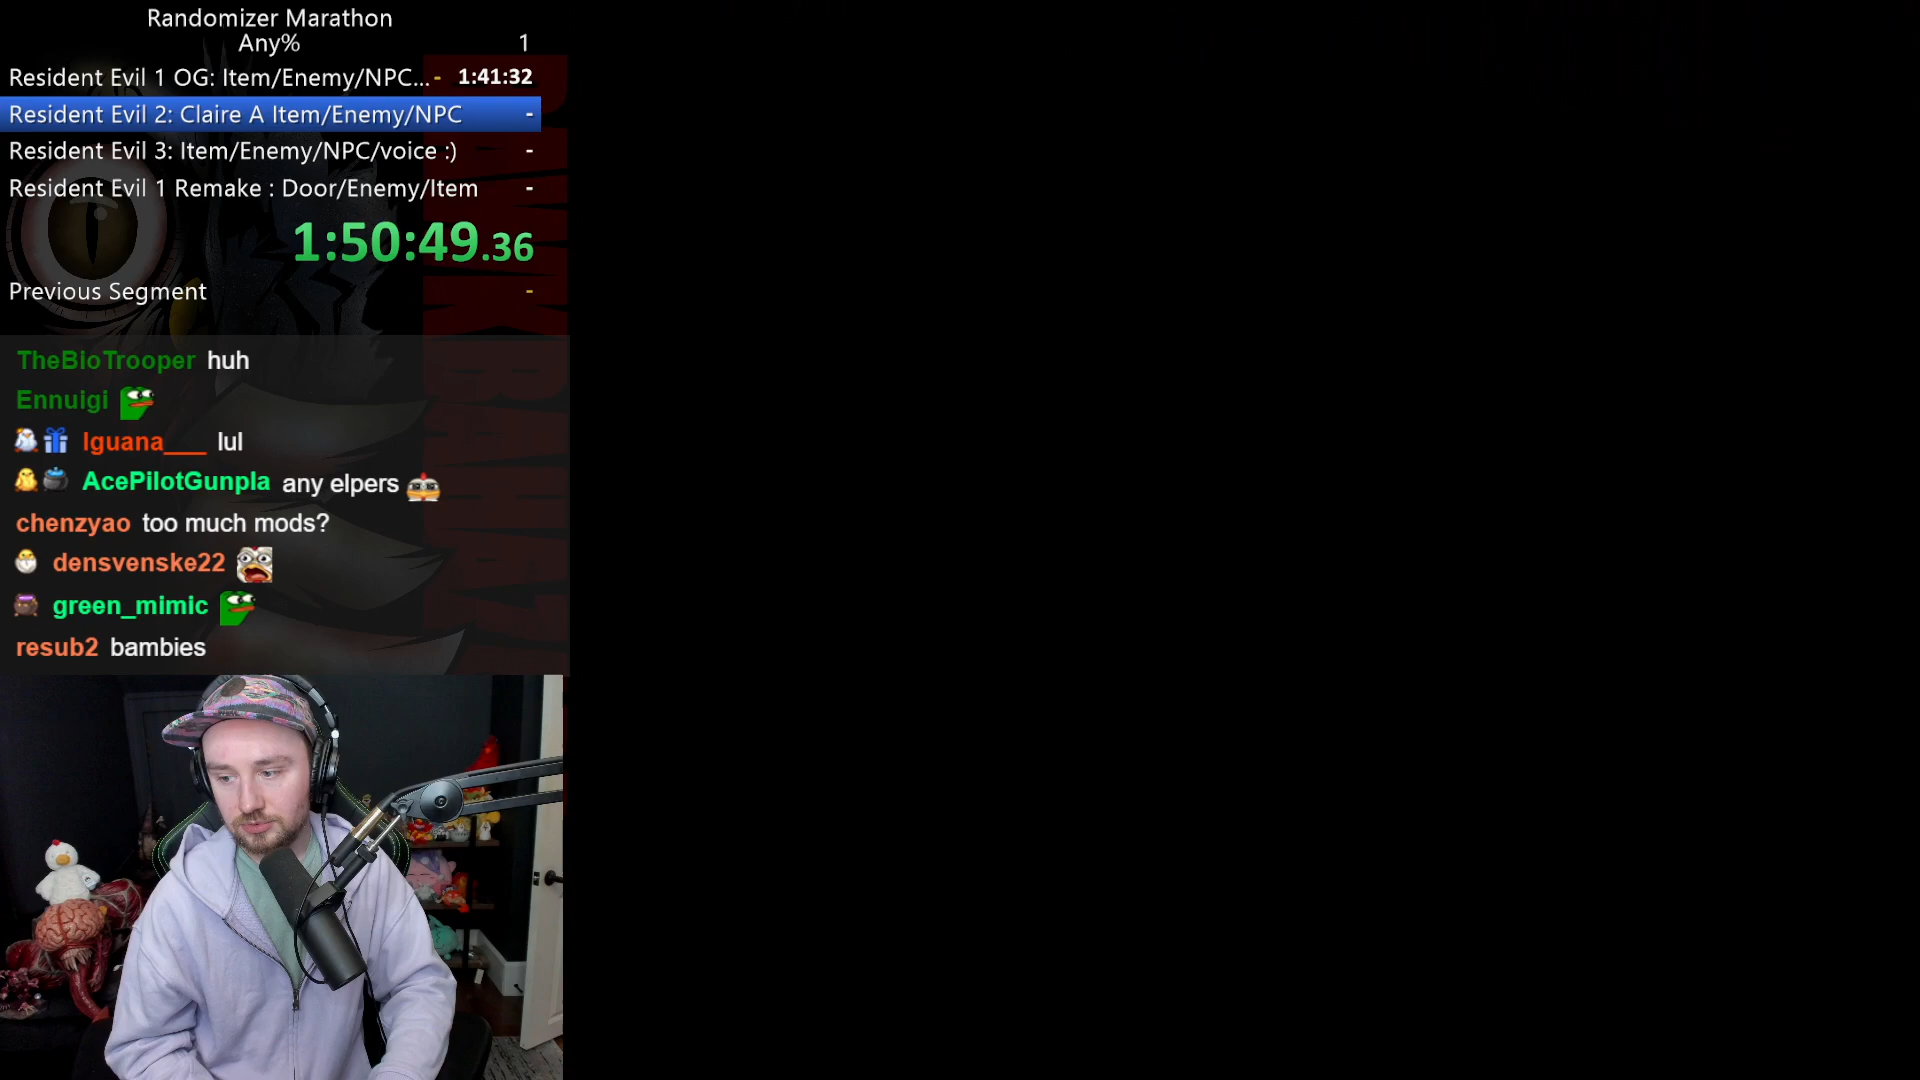 Randomizer Marathon
Any% 1
Resident Evil 1 OG: Item/Enemy/NPC... - 1:41:32
Resident Evil 2: Claire A Item/Enemy/NPC -
Resident Evil 3: Item/Enemy/NPC/voice :) -
Resident Evil 1 Remake : Door/Enemy/Item -
1:50:49.36
Previous Segment -
TheBioTrooper huh
Ennuigi
Iguana___ lul
AcePilotGunpla any elpers
chenzyao too much mods?
densvenske22
green_mimic
resub2 bambies